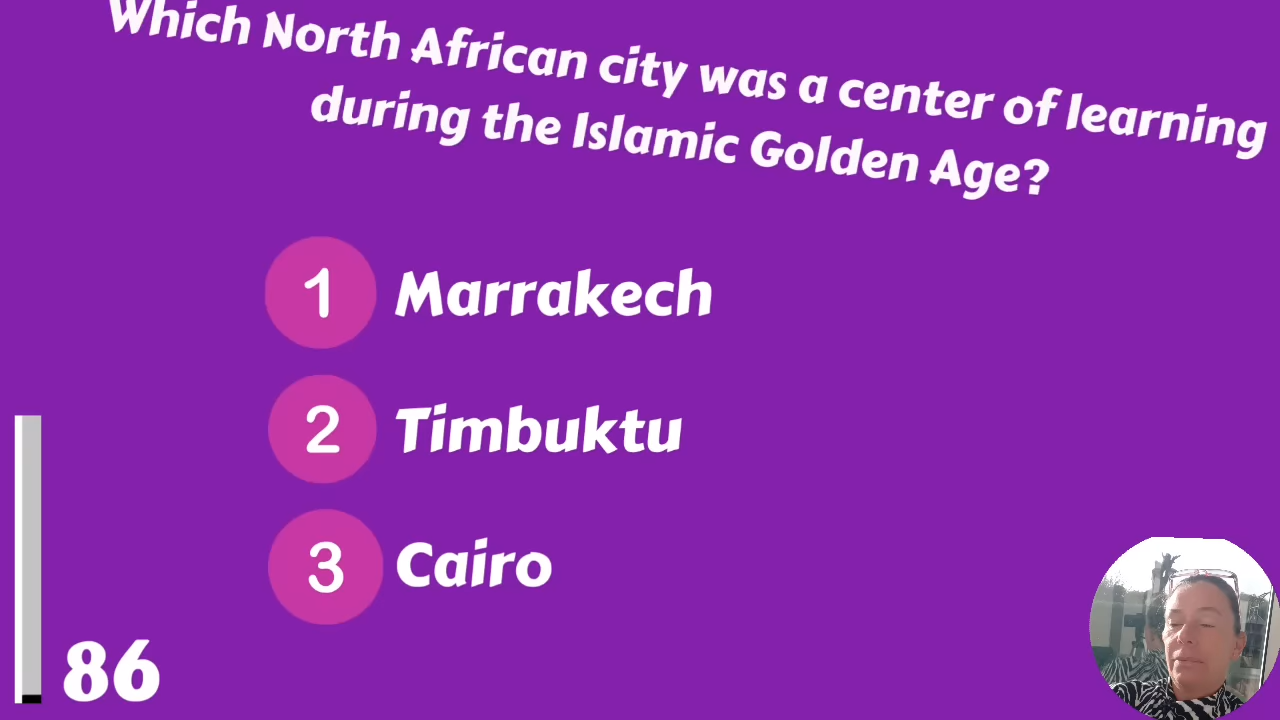 Which North African city was a center of learning
during the Islamic Golden Age?
1 Marrakech
2 Timbuktu
3 Cairo
86